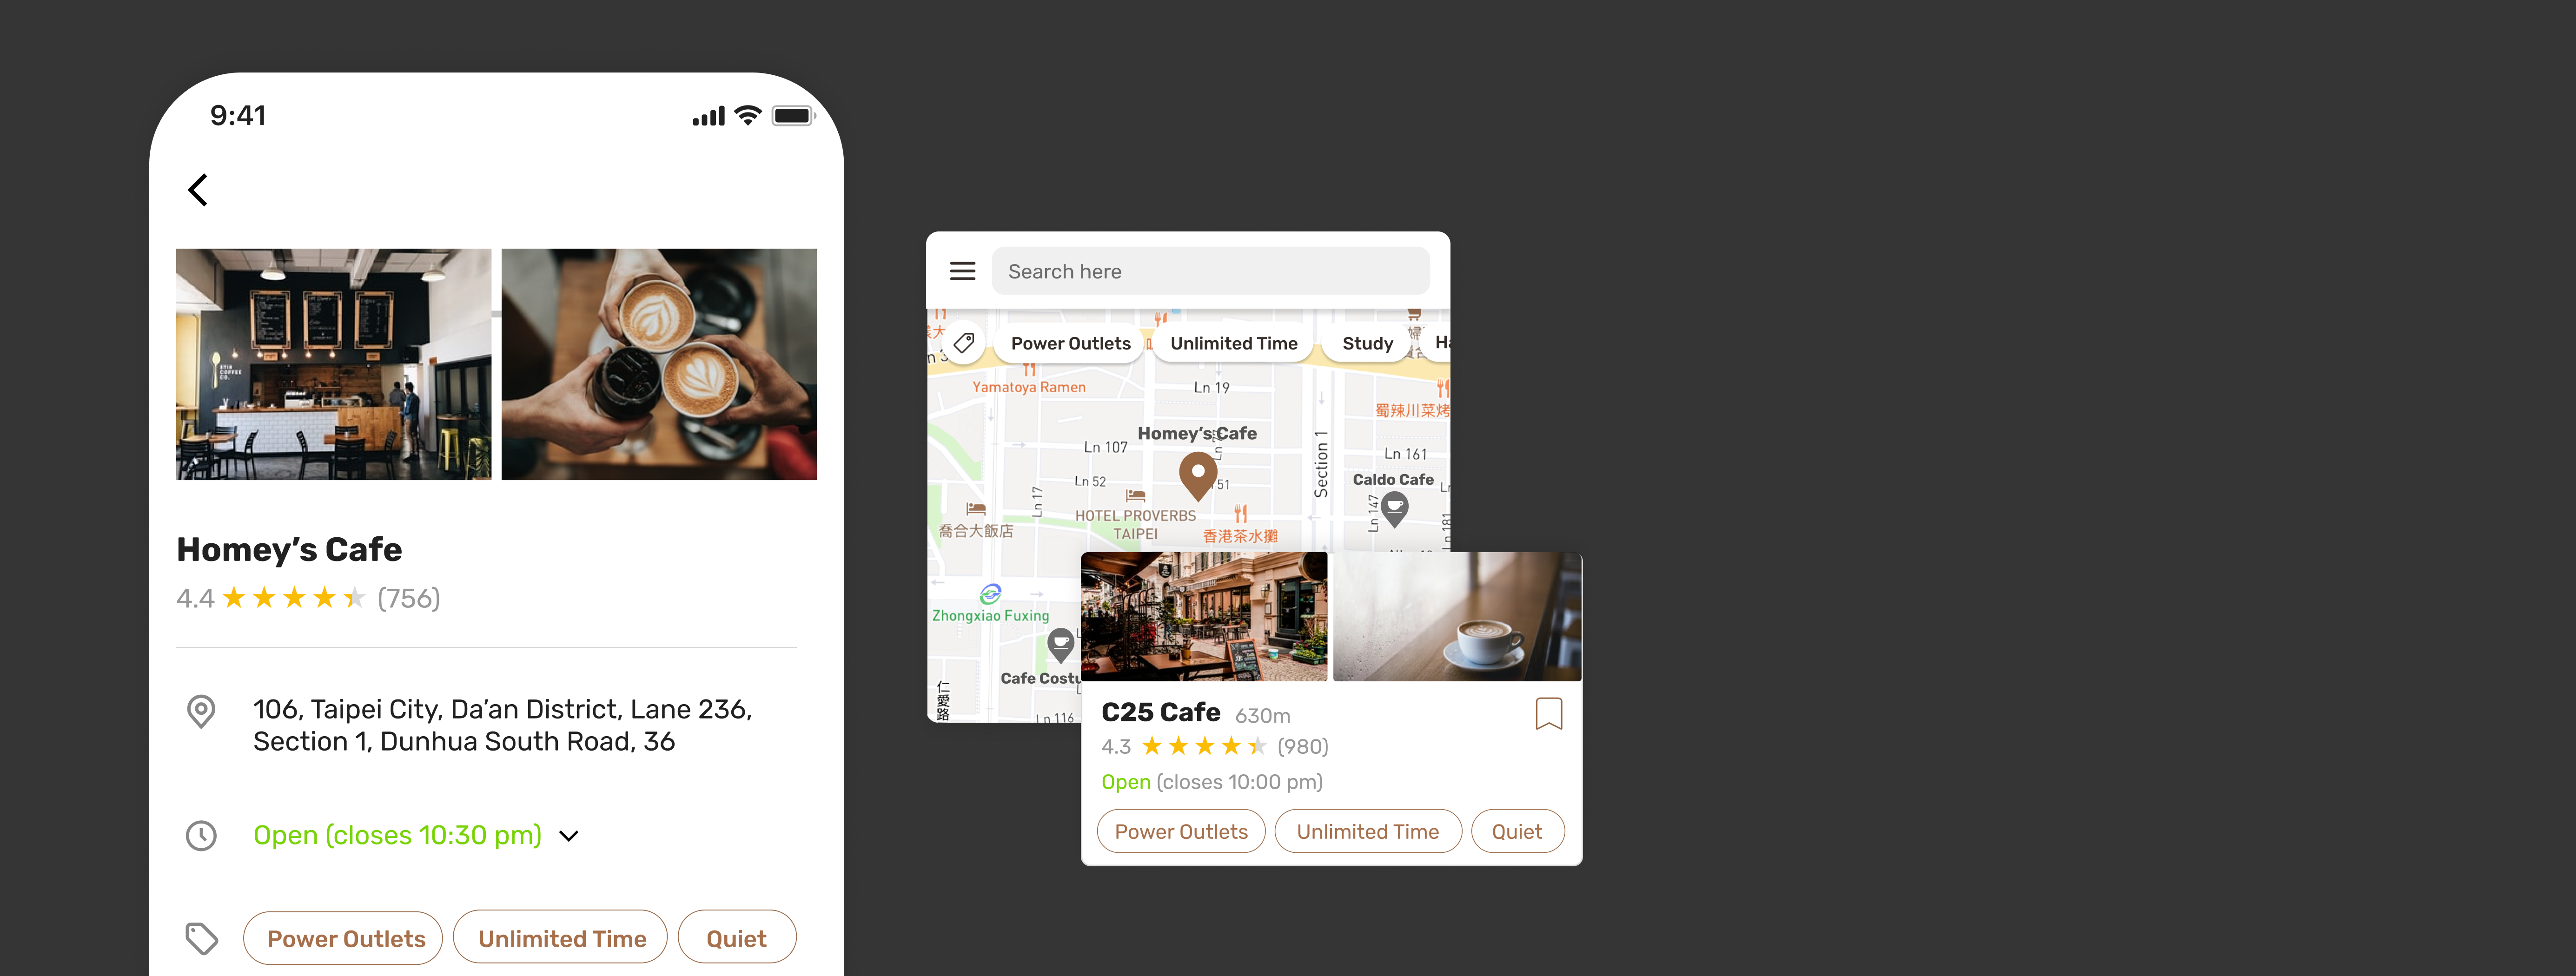 9:41
STIR
COFFEE
CO.
Homey’s Cafe
4.4 (756)
106, Taipei City, Da’an District, Lane 236,
Section 1, Dunhua South Road, 36
Open (closes 10:30 pm)
Power Outlets
Unlimited Time
Quiet
Search here
Power Outlets
Unlimited Time
Study
Yamatoya Ramen
Ln 19
蜀辣川菜烤
Homey’s Cafe
Ln 107
Section 1
Ln 161
Ln 52
51
Caldo Cafe
Ln 17
Ln 147
Ln 181
HOTEL PROVERBS
TAIPEI
喬合大飯店
香港茶水攤
Zhongxiao Fuxing
Cafe Costu
仁愛路
Ln 116
C25 Cafe 630m
4.3 (980)
Open (closes 10:00 pm)
Power Outlets
Unlimited Time
Quiet